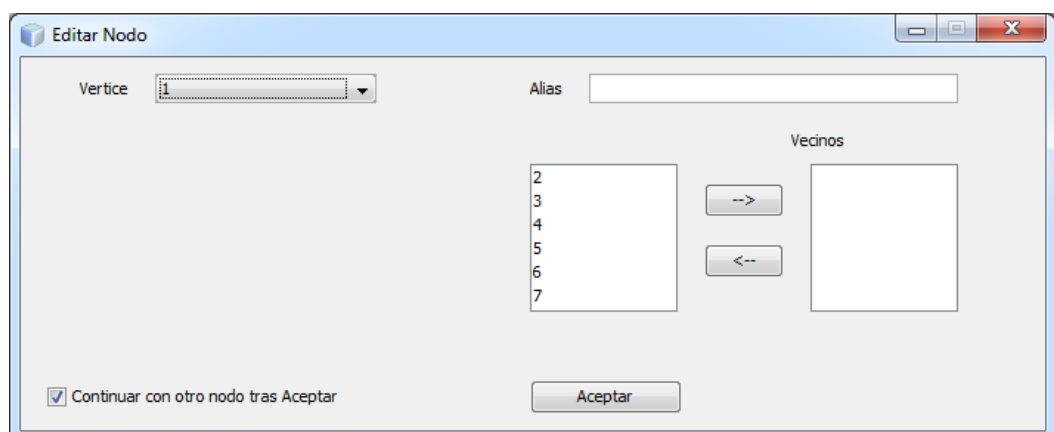 Editar Nodo
Vertice 1 Alias
Vecinos
2
3
4
5
6
7
-->
<--
Continuar con otro nodo tras Aceptar Aceptar